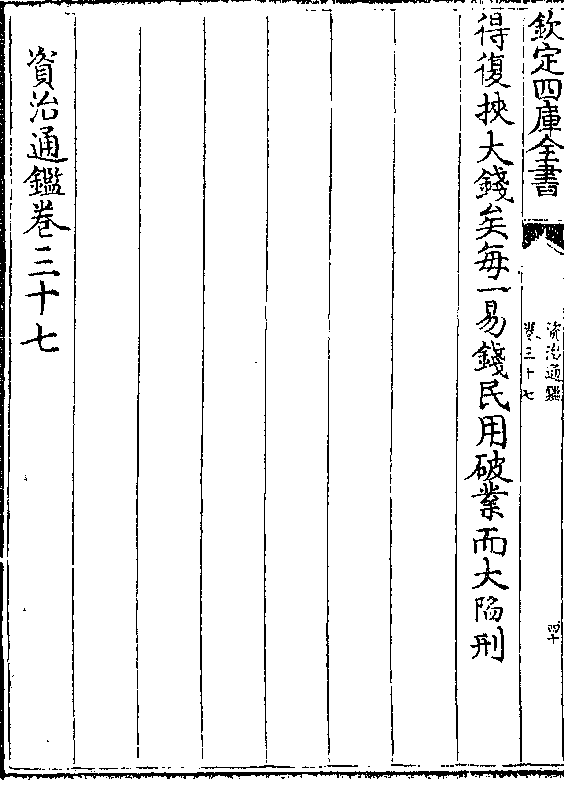 欽定四庫全書
資治通鑑
卷三十七
四十
得復挾大錢矣每一易錢民用破業而大陷刑
資治通鑑卷三十七